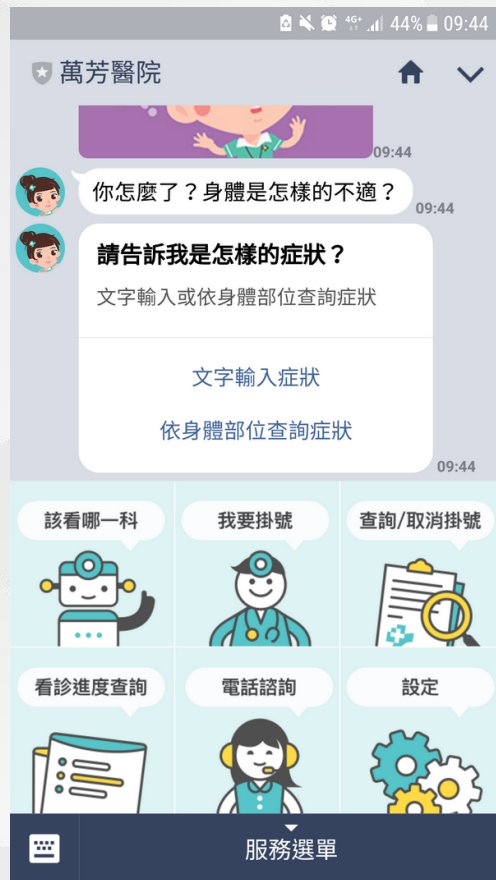 4G+ 44% 09:44
萬芳醫院
09:44
你怎麼了？身體是怎樣的不適？
09:44
請告訴我是怎樣的症狀？
文字輸入或依身體部位查詢症狀
文字輸入症狀
依身體部位查詢症狀
09:44
該看哪一科
我要掛號
查詢/取消掛號
看診進度查詢
電話諮詢
設定
服務選單